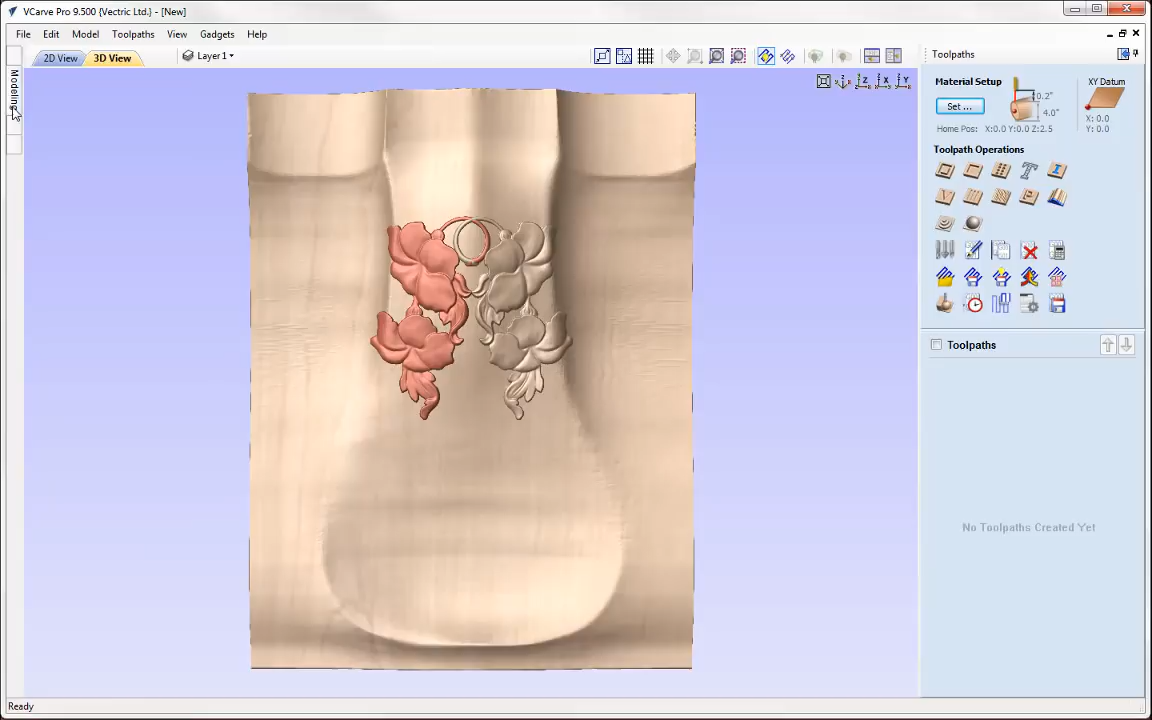 VCarve Pro 9.500 {Vectric Ltd.} - [New]
File Edit Model Toolpaths View Gadgets Help
2D View 3D View Layer 1
Modeling
Toolpaths
Material Setup
Set ...
0.2"
4.0"
XY Datum
X: 0.0
Y: 0.0
Home Pos: X:0.0 Y:0.0 Z:2.5
Toolpath Operations
Toolpaths
No Toolpaths Created Yet
Ready